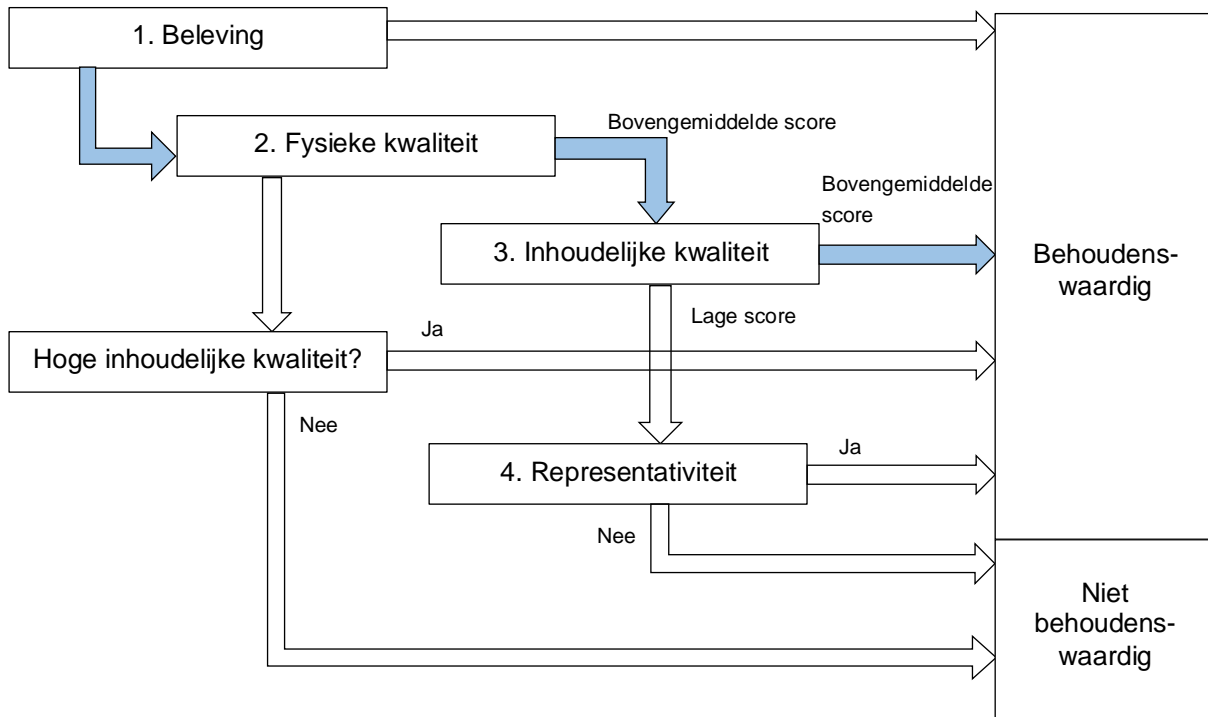 1. Beleving
2. Fysieke kwaliteit
Bovengemiddelde score
Bovengemiddelde
score
3. Inhoudelijke kwaliteit
Behoudens-
waardig
Lage score
Ja
Hoge inhoudelijke kwaliteit?
Nee
Ja
4. Representativiteit
Nee
Niet
behoudens-
waardig